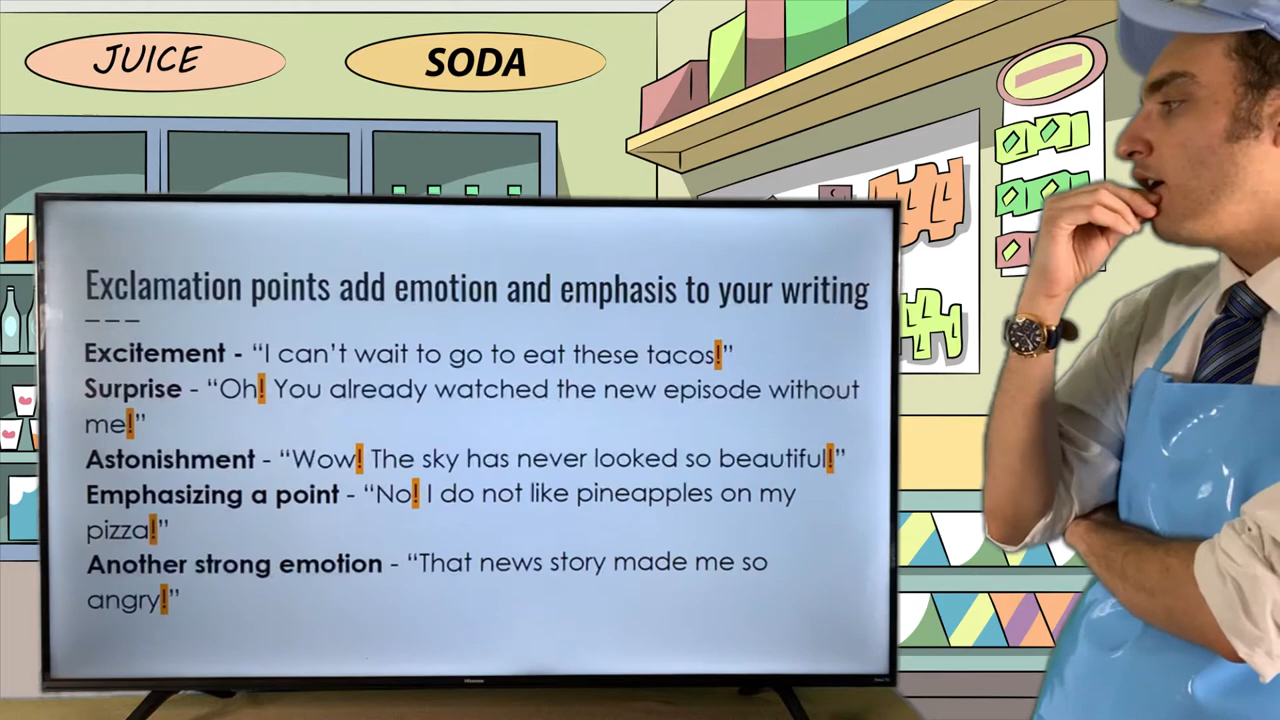 JUICE
SODA
Exclamation points add emotion and emphasis to your writing
Excitement - “I can’t wait to go to eat these tacos!”
Surprise - “Oh! You already watched the new episode without
me!”
Astonishment - “Wow! The sky has never looked so beautiful!”
Emphasizing a point - “No! I do not like pineapples on my
pizza!”
Another strong emotion - “That news story made me so
angry!”
Hisense